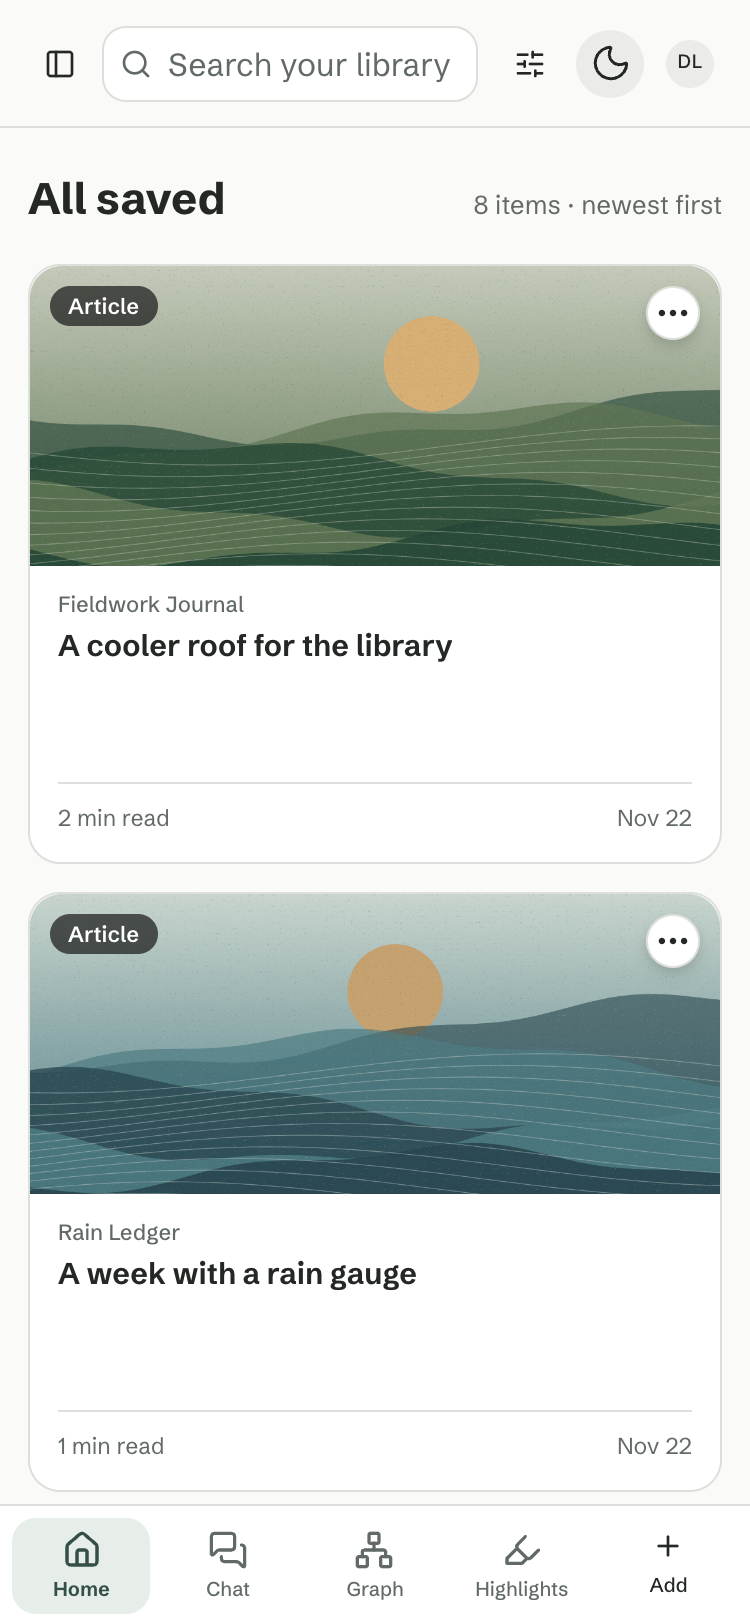 Search your library
DL
All saved
8 items · newest first
Article
Fieldwork Journal
A cooler roof for the library
2 min read
Nov 22
Article
Rain Ledger
A week with a rain gauge
1 min read
Nov 22
Home
Chat
Graph
Highlights
Add